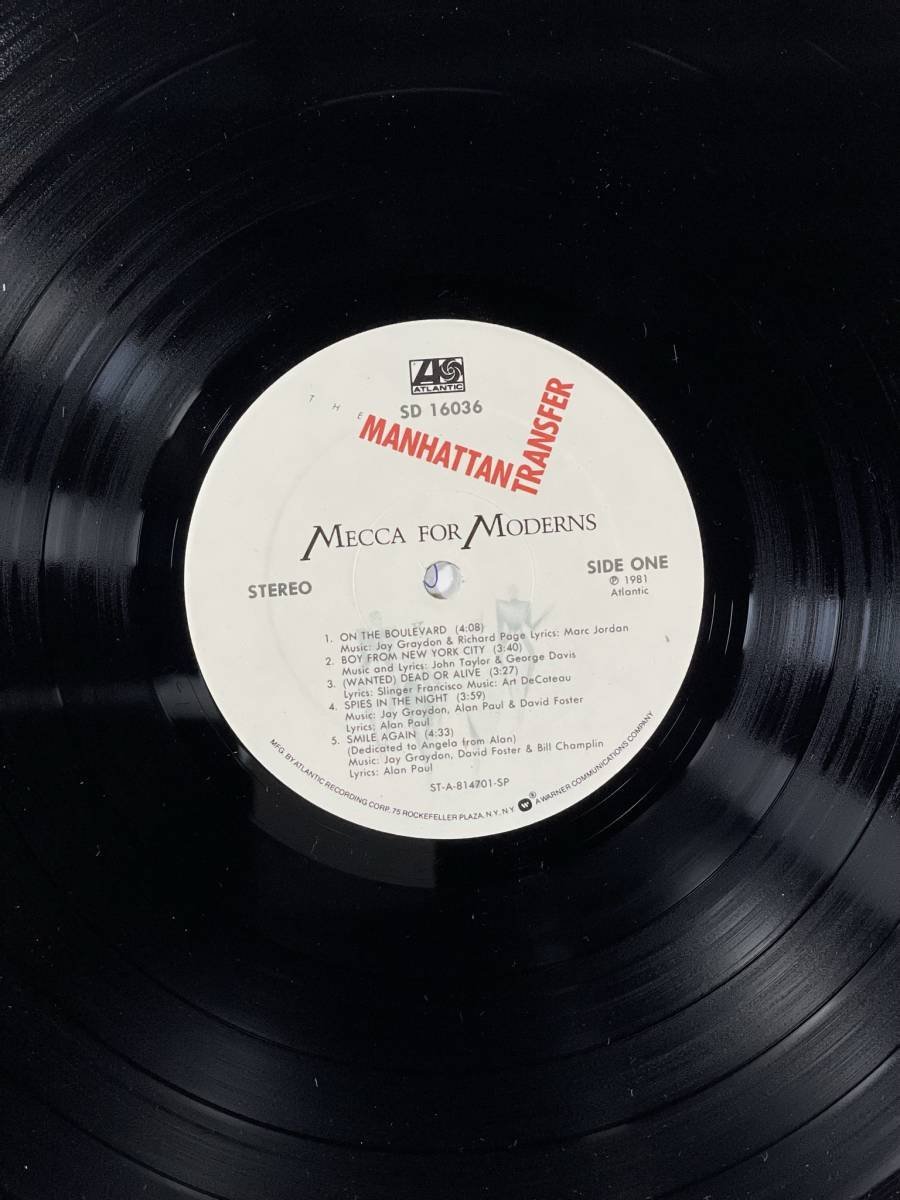 ATLANTIC
SD 16036
THE
MANHATTAN
TRANSFER
MECCA FOR MODERNS
STEREO
SIDE ONE
℗ 1981
Atlantic
1. ON THE BOULEVARD (4:08)
Music: Jay Graydon & Richard Page Lyrics: Marc Jordan
2. BOY FROM NEW YORK CITY (3:40)
Music and Lyrics: John Taylor & George Davis
3. (WANTED) DEAD OR ALIVE (3:27)
Lyrics: Slinger Francisco Music: Art DeCoteau
4. SPIES IN THE NIGHT (3:59)
Music: Jay Graydon, Alan Paul & David Foster
Lyrics: Alan Paul
5. SMILE AGAIN (4:33)
(Dedicated to Angela from Alan)
Music: Jay Graydon, David Foster & Bill Champlin
Lyrics: Alan Paul
ST-A-814701-SP
MFG. BY ATLANTIC RECORDING CORP. 75 ROCKEFELLER PLAZA, N.Y. N.Y. W ® A WARNER COMMUNICATIONS COMPANY